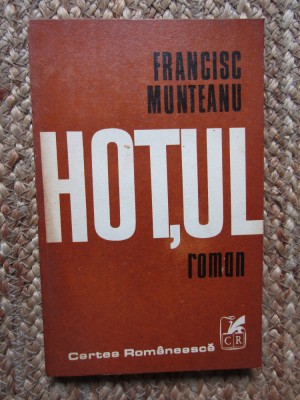 FRANCISC
MUNTEANU
HOȚUL
roman
Cartea Românească
CR